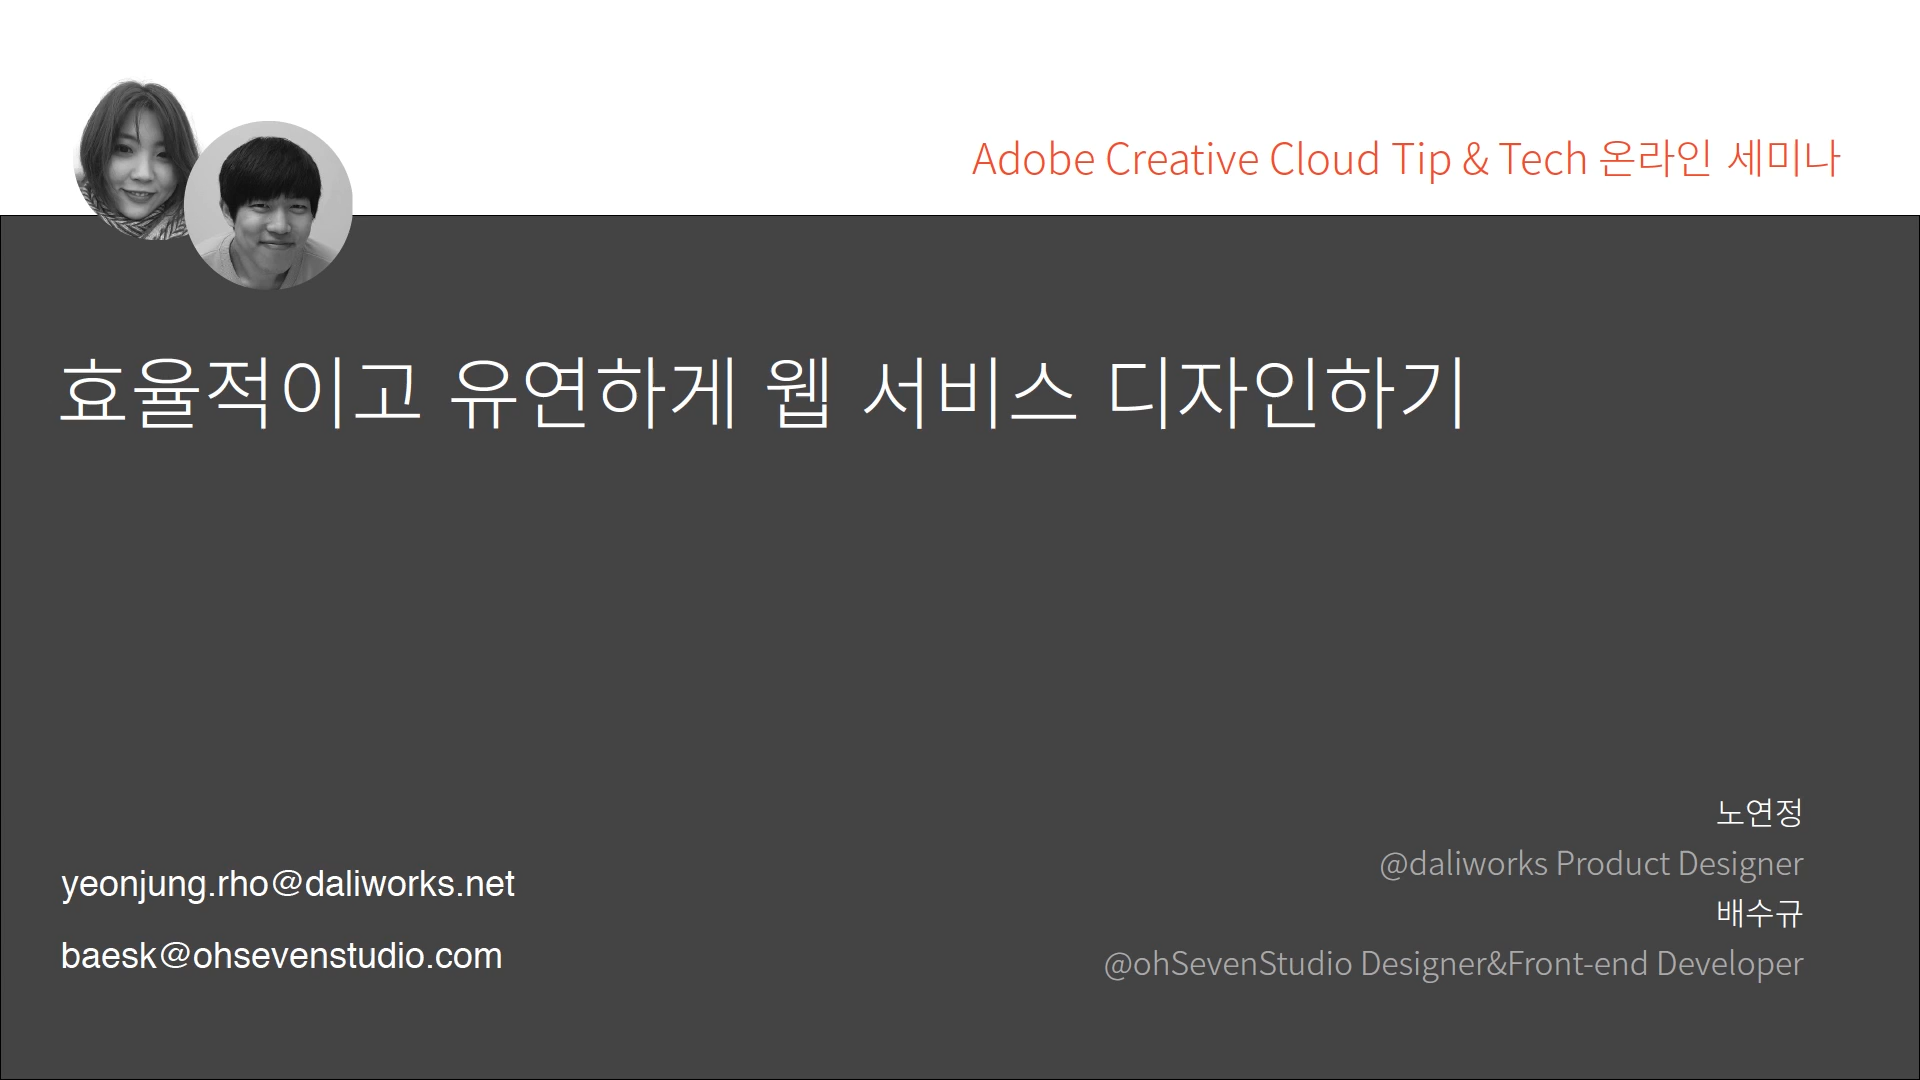 Adobe Creative Cloud Tip & Tech 온라인 세미나
효율적이고 유연하게 웹 서비스 디자인하기
yeonjung.rho@daliworks.net
baesk@ohsevenstudio.com
노연정
@daliworks Product Designer
배수규
@ohSevenStudio Designer&Front-end Developer